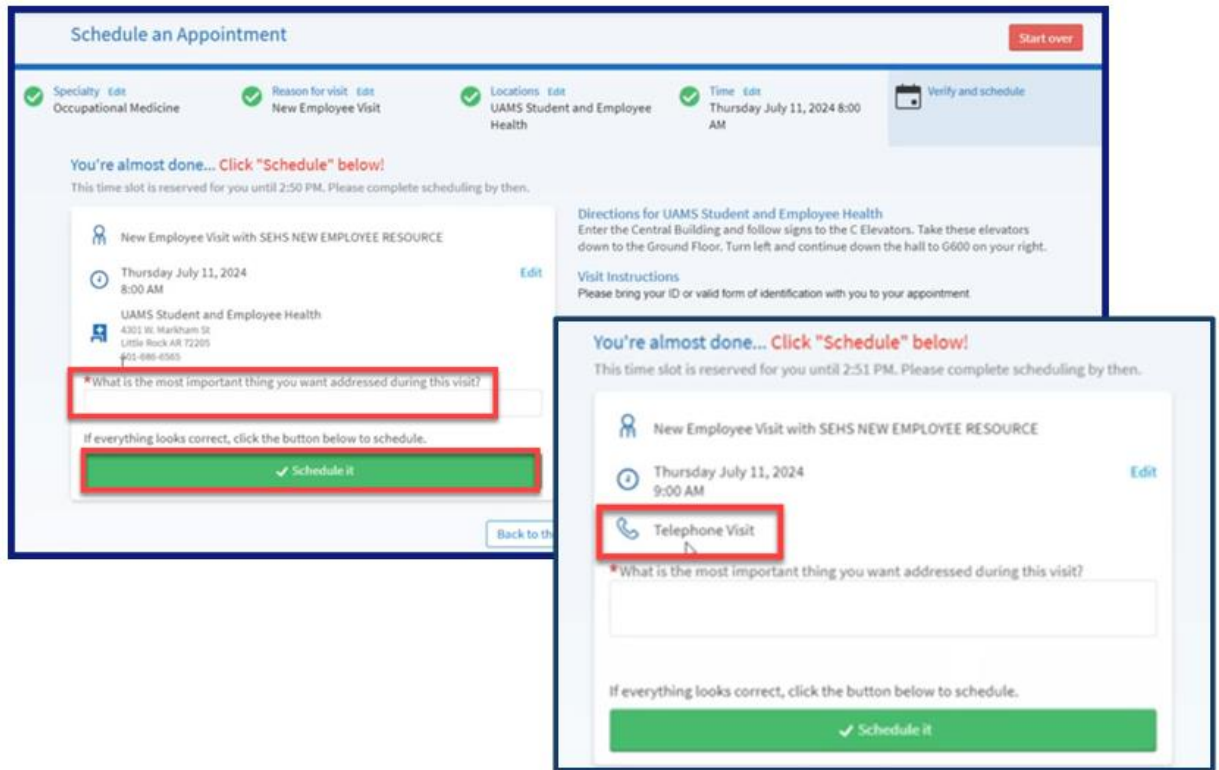 Schedule an Appointment
Start over
Specialty Edit
Occupational Medicine
Reason for visit Edit
New Employee Visit
Locations Edit
UAMS Student and Employee
Health
Time Edit
Thursday July 11, 2024 8:00
AM
Verify and schedule
You're almost done... Click "Schedule" below!
This time slot is reserved for you until 2:50 PM. Please complete scheduling by then.
New Employee Visit with SEHS NEW EMPLOYEE RESOURCE
Thursday July 11, 2024
8:00 AM
Edit
UAMS Student and Employee Health
4301 W. Markham St
Little Rock AR 72205
501-686-6565
*What is the most important thing you want addressed during this visit?
If everything looks correct, click the button below to schedule.
Schedule it
Back to th
Directions for UAMS Student and Employee Health
Enter the Central Building and follow signs to the C Elevators. Take these elevators
down to the Ground Floor. Turn left and continue down the hall to G600 on your right.
Visit Instructions
Please bring your ID or valid form of identification with you to your appointment
You're almost done... Click "Schedule" below!
This time slot is reserved for you until 2:51 PM. Please complete scheduling by then.
New Employee Visit with SEHS NEW EMPLOYEE RESOURCE
Thursday July 11, 2024
9:00 AM
Edit
Telephone Visit
*What is the most important thing you want addressed during this visit?
If everything looks correct, click the button below to schedule.
Schedule it